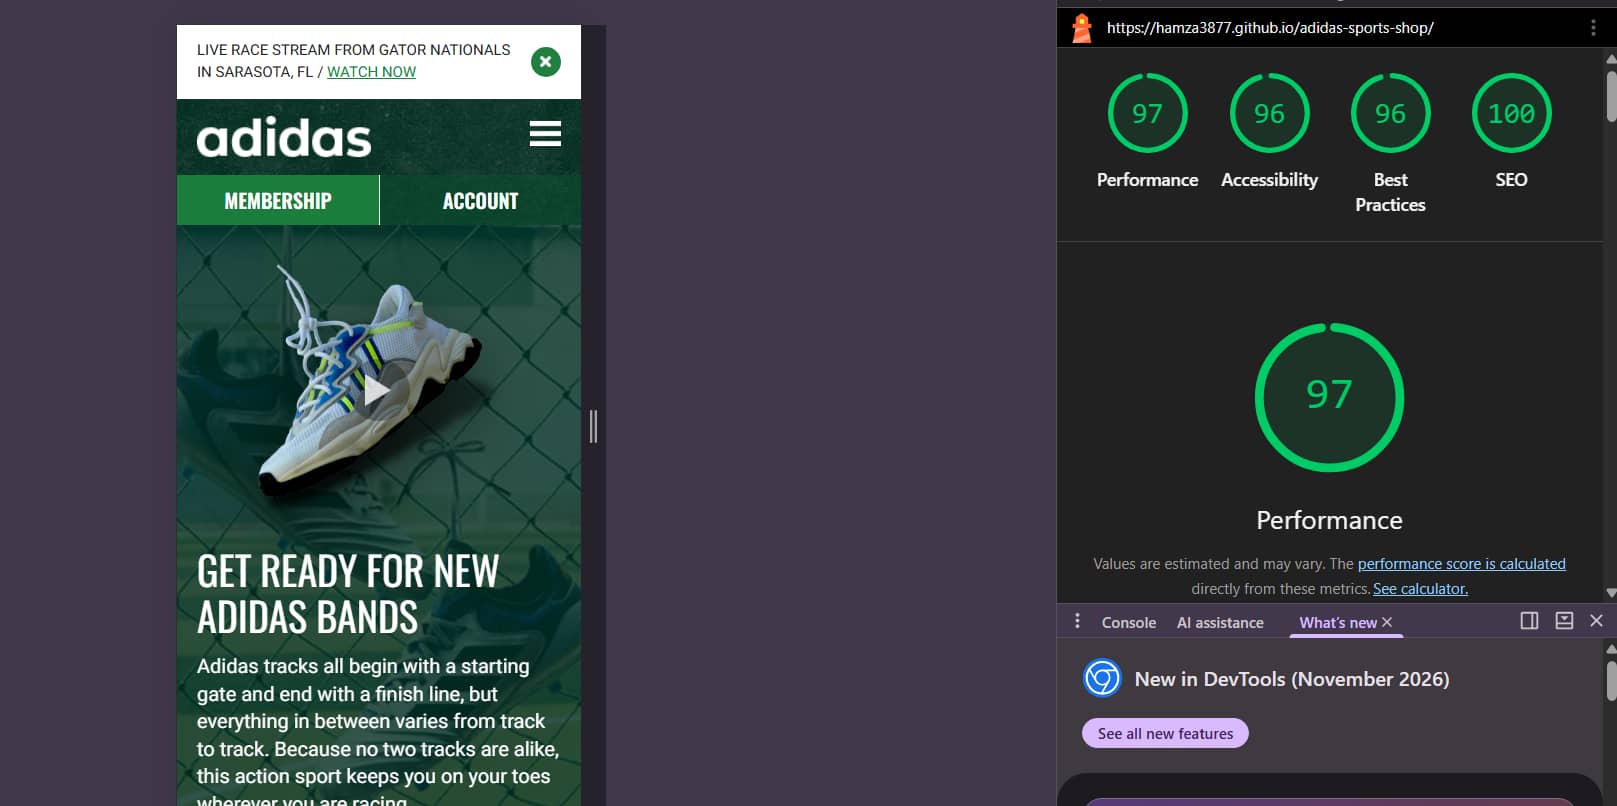 LIVE RACE STREAM FROM GATOR NATIONALS
IN SARASOTA, FL / WATCH NOW
adidas
MEMBERSHIP
ACCOUNT
GET READY FOR NEW
ADIDAS BANDS
Adidas tracks all begin with a starting
gate and end with a finish line, but
everything in between varies from track
to track. Because no two tracks are alike,
this action sport keeps you on your toes
wherever you are racing.
https://hamza3877.github.io/adidas-sports-shop/
97
96
96
100
Performance
Accessibility
Best
Practices
SEO
97
Performance
Values are estimated and may vary. The performance score is calculated
directly from these metrics. See calculator.
Console
AI assistance
What's new
New in DevTools (November 2026)
See all new features